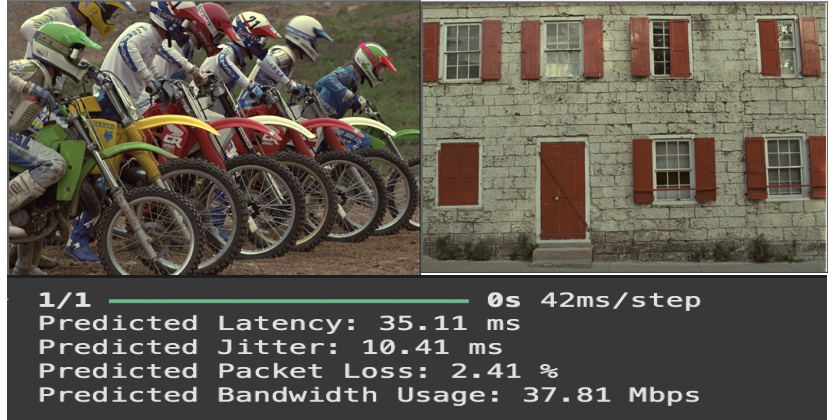 21
1/1 0s 42ms/step
Predicted Latency: 35.11 ms
Predicted Jitter: 10.41 ms
Predicted Packet Loss: 2.41 %
Predicted Bandwidth Usage: 37.81 Mbps